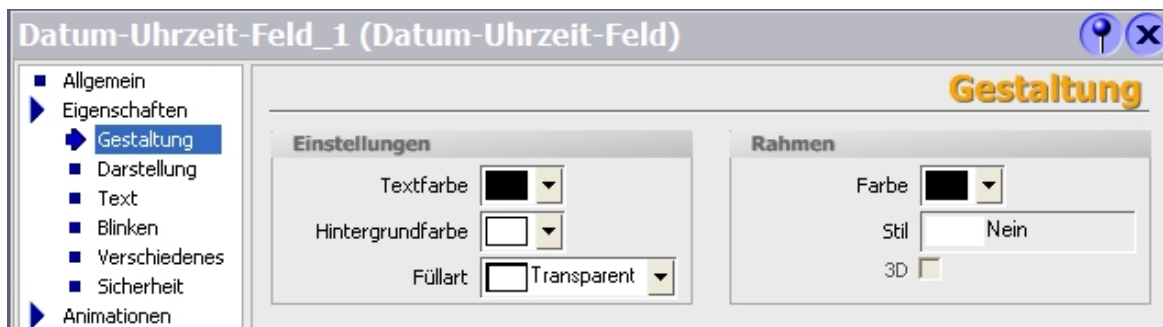 Datum-Uhrzeit-Feld_1 (Datum-Uhrzeit-Feld)
Allgemein
Eigenschaften
Gestaltung
Darstellung
Text
Blinken
Verschiedenes
Sicherheit
Animationen
Gestaltung
Einstellungen
Textfarbe
Hintergrundfarbe
Füllart Transparent
Rahmen
Farbe
Stil Nein
3D